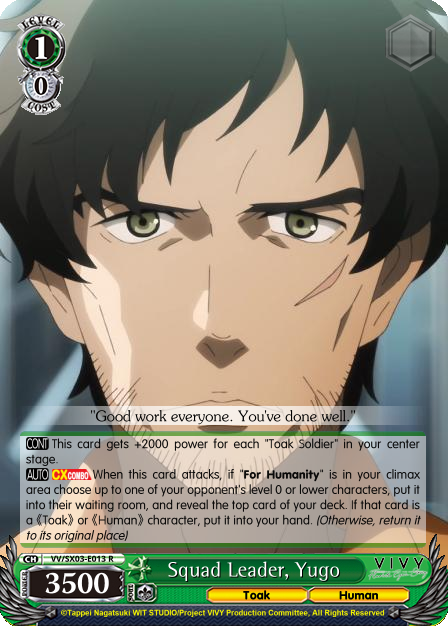 LEVEL
1
0
COST
"Good work everyone. You've done well."
CONT This card gets +2000 power for each "Toak Soldier" in your center
stage.
AUTO CXCOMBO When this card attacks, if "For Humanity" is in your climax
area choose up to one of your opponent's level 0 or lower characters, put it
into their waiting room, and reveal the top card of your deck. If that card
is a 《Toak》 or 《Human》 character, put it into your hand. (Otherwise, return it
to its original place)
CH VV/SX03-E013 R
POWER 3500 SOUL
Squad Leader, Yugo
VIVY
Toak Human
©Tappei Nagatsuki WIT STUDIO/Project VIVY Production Committee, All Rights Reserved